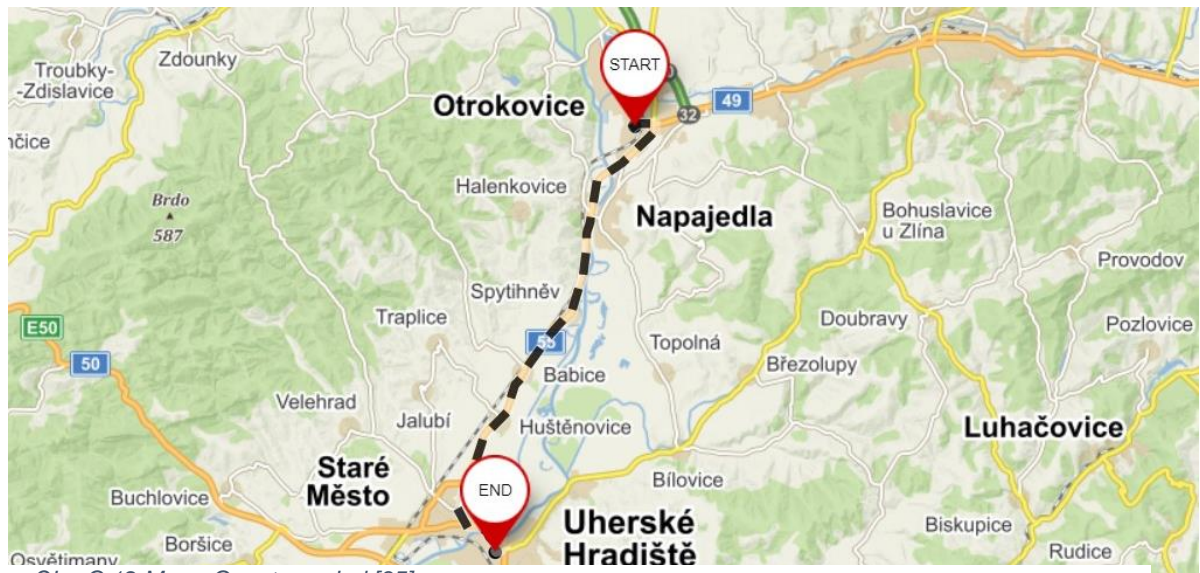 Zdounky
Troubky-
-Zdislavice
START
Otrokovice
49
32
nčice
Halenkovice
Brdo
587
Napajedla
Bohuslavice
u Zlína
Provodov
Spytihněv
Traplice
E50
50
55
Doubravy
Pozlovice
Topolná
Březolupy
Babice
Velehrad
Jalubí
Huštěnovice
Luhačovice
Staré
Město
Buchlovice
END
Bílovice
Uherské
Hradiště
Biskupice
Boršice
Osvětimany
Rudice